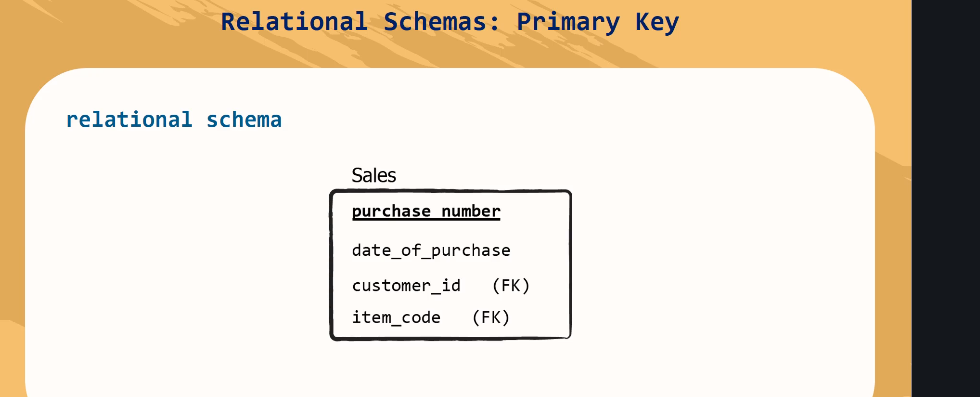 Relational Schemas: Primary Key
relational schema
Sales
purchase_number
date_of_purchase
customer_id (FK)
item_code (FK)